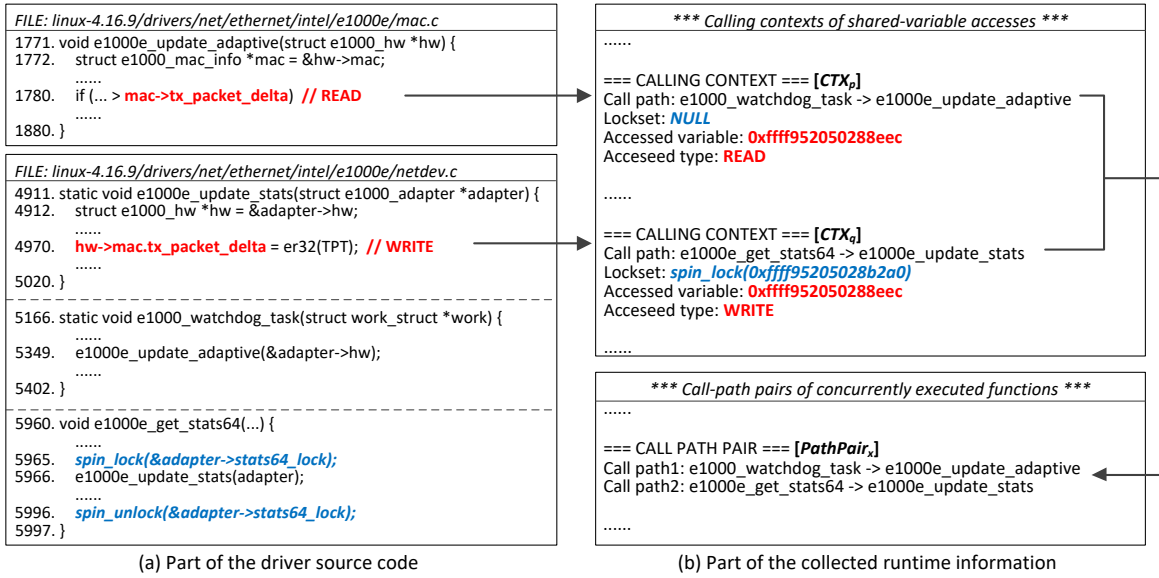 FILE: linux-4.16.9/drivers/net/ethernet/intel/e1000e/mac.c
1771. void e1000e_update_adaptive(struct e1000_hw *hw) {
1772. struct e1000_mac_info *mac = &hw->mac;
......
1780. if (... > mac->tx_packet_delta) // READ
......
1880. }
FILE: linux-4.16.9/drivers/net/ethernet/intel/e1000e/netdev.c
4911. static void e1000e_update_stats(struct e1000_adapter *adapter) {
4912. struct e1000_hw *hw = &adapter->hw;
......
4970. hw->mac.tx_packet_delta = er32(TPT); // WRITE
......
5020. }
5166. static void e1000_watchdog_task(struct work_struct *work) {
......
5349. e1000e_update_adaptive(&adapter->hw);
......
5402. }
5960. void e1000e_get_stats64(...) {
......
5965. spin_lock(&adapter->stats64_lock);
5966. e1000e_update_stats(adapter);
......
5996. spin_unlock(&adapter->stats64_lock);
5997. }
(a) Part of the driver source code
*** Calling contexts of shared-variable accesses ***
......
=== CALLING CONTEXT === [CTXp]
Call path: e1000_watchdog_task -> e1000e_update_adaptive
Lockset: NULL
Accessed variable: 0xffff952050288eec
Acceseed type: READ
......
=== CALLING CONTEXT === [CTXq]
Call path: e1000e_get_stats64 -> e1000e_update_stats
Lockset: spin_lock(0xffff95205028b2a0)
Accessed variable: 0xffff952050288eec
Acceseed type: WRITE
......
*** Call-path pairs of concurrently executed functions ***
......
=== CALL PATH PAIR === [PathPairx]
Call path1: e1000_watchdog_task -> e1000e_update_adaptive
Call path2: e1000e_get_stats64 -> e1000e_update_stats
......
(b) Part of the collected runtime information